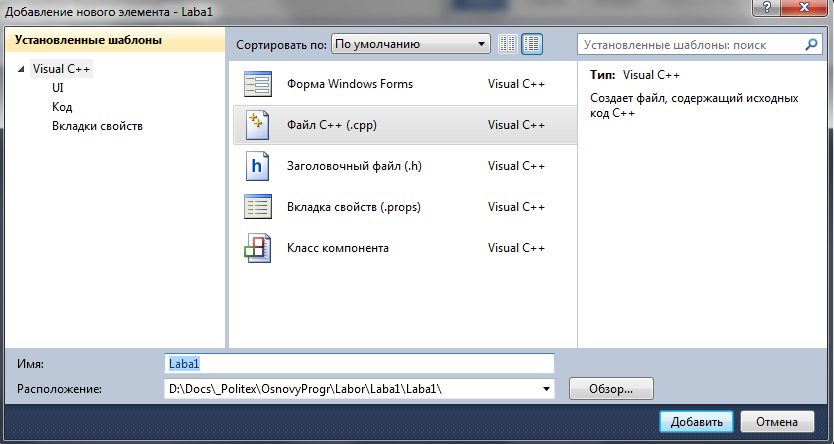 Добавление нового элемента - Laba1
Установленные шаблоны
Visual C++
UI
Код
Вкладки свойств
Сортировать по: По умолчанию
Форма Windows Forms Visual C++
Файл C++ (.cpp) Visual C++
Заголовочный файл (.h) Visual C++
Вкладка свойств (.props) Visual C++
Класс компонента Visual C++
Установленные шаблоны: поиск
Тип: Visual C++
Создает файл, содержащий исходных
код C++
Имя: Laba1
Расположение: D:\Docs\_Politex\OsnovyProgr\Labor\Laba1\Laba1\
Обзор...
Добавить Отмена